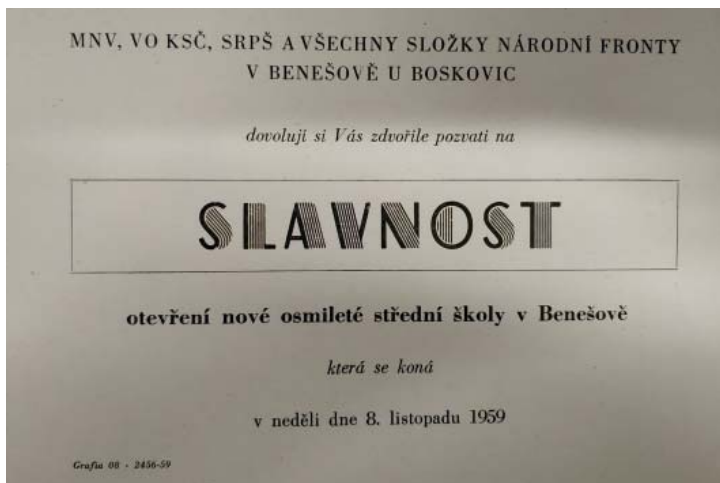 MNV, VO KSČ, SRPŠ A VŠECHNY SLOŽKY NÁRODNÍ FRONTY
V BENEŠOVĚ U BOSKOVIC
dovolují si Vás zdvořile pozvati na
SLAVNOST
otevření nové osmileté střední školy v Benešově
která se koná
v neděli dne 8. listopadu 1959
Grafia 08 - 2456-59